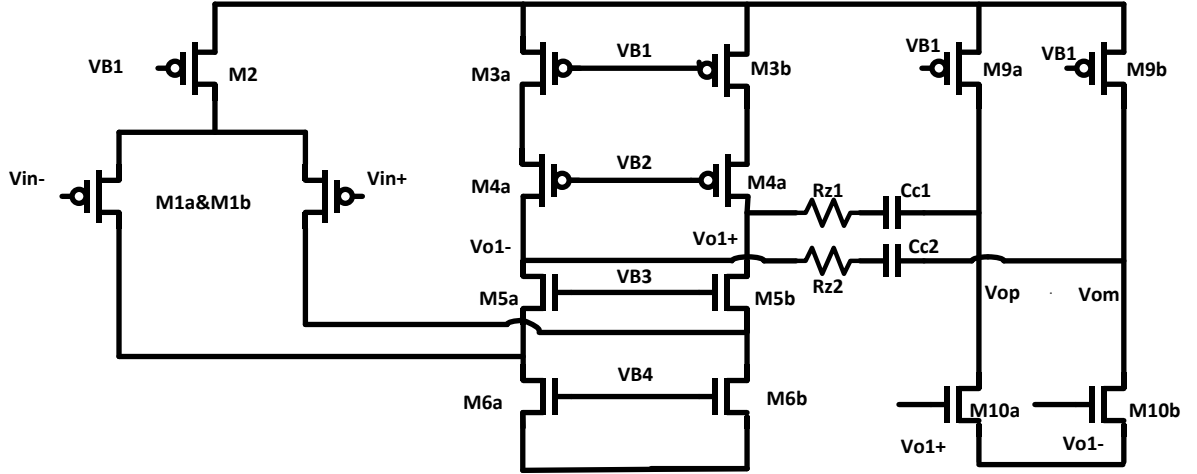 VB1
M2
M3a
VB1
M3b
VB1
M9a
VB1
M9b
Vin-
M1a&M1b
Vin+
M4a
VB2
M4a
Rz1
Cc1
Vo1-
Vo1+
Rz2
Cc2
M5a
VB3
M5b
Vop
Vom
M6a
VB4
M6b
M10a
M10b
Vo1+
Vo1-